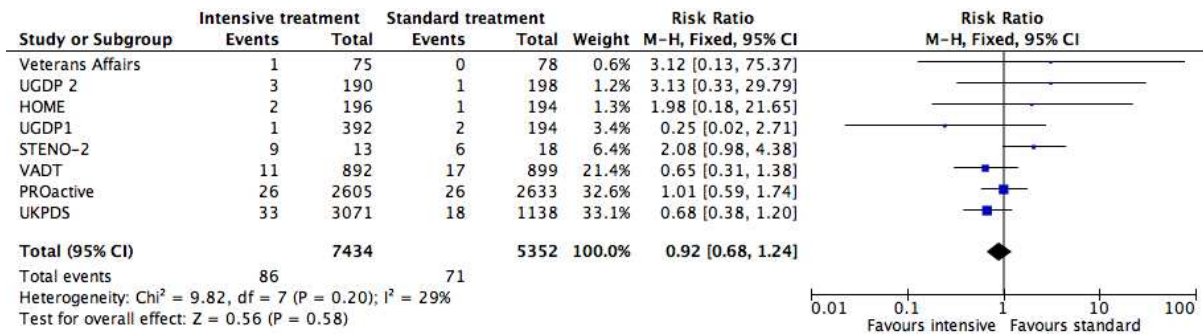 Intensive treatment Standard treatment Risk Ratio Risk Ratio
Study or Subgroup Events Total Events Total Weight M-H, Fixed, 95% CI M-H, Fixed, 95% CI
Veterans Affairs 1 75 0 78 0.6% 3.12 [0.13, 75.37]
UGDP 2 3 190 1 198 1.2% 3.13 [0.33, 29.79]
HOME 2 196 1 194 1.3% 1.98 [0.18, 21.65]
UGDP1 1 392 2 194 3.4% 0.25 [0.02, 2.71]
STENO-2 9 13 6 18 6.4% 2.08 [0.98, 4.38]
VADT 11 892 17 899 21.4% 0.65 [0.31, 1.38]
PROactive 26 2605 26 2633 32.6% 1.01 [0.59, 1.74]
UKPDS 33 3071 18 1138 33.1% 0.68 [0.38, 1.20]
Total (95% CI) 7434 5352 100.0% 0.92 [0.68, 1.24]
Total events 86 71
Heterogeneity: Chi² = 9.82, df = 7 (P = 0.20); I² = 29%
Test for overall effect: Z = 0.56 (P = 0.58)
0.01 0.1 1 10 100
Favours intensive Favours standard